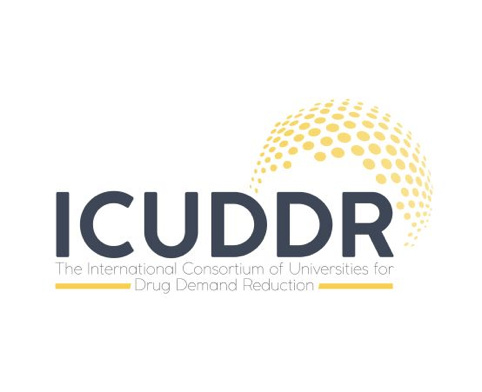 ICUDDR
The International Consortium of Universities for
Drug Demand Reduction